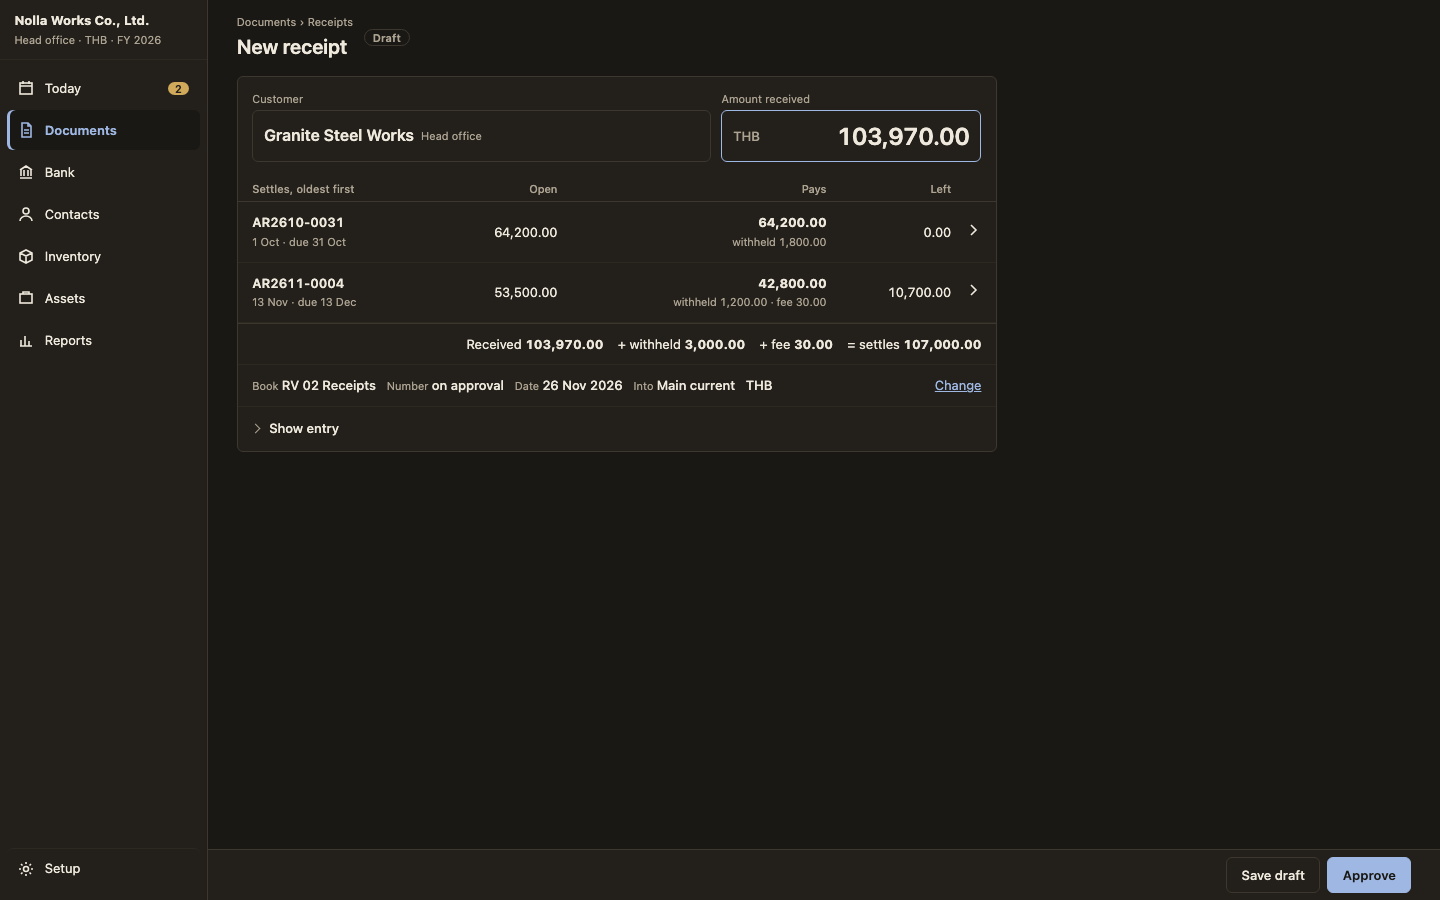 Nolla Works Co., Ltd.
Head office · THB · FY 2026
Today 2
Documents
Bank
Contacts
Inventory
Assets
Reports
Setup
Documents › Receipts
New receipt Draft
Customer Amount received
Granite Steel Works Head office THB 103,970.00
Settles, oldest first Open Pays Left
AR2610-0031 64,200.00 64,200.00 0.00
1 Oct · due 31 Oct withheld 1,800.00
AR2611-0004 53,500.00 42,800.00 10,700.00
13 Nov · due 13 Dec withheld 1,200.00 · fee 30.00
Received 103,970.00 + withheld 3,000.00 + fee 30.00 = settles 107,000.00
Book RV 02 Receipts Number on approval Date 26 Nov 2026 Into Main current THB Change
Show entry
Save draft Approve